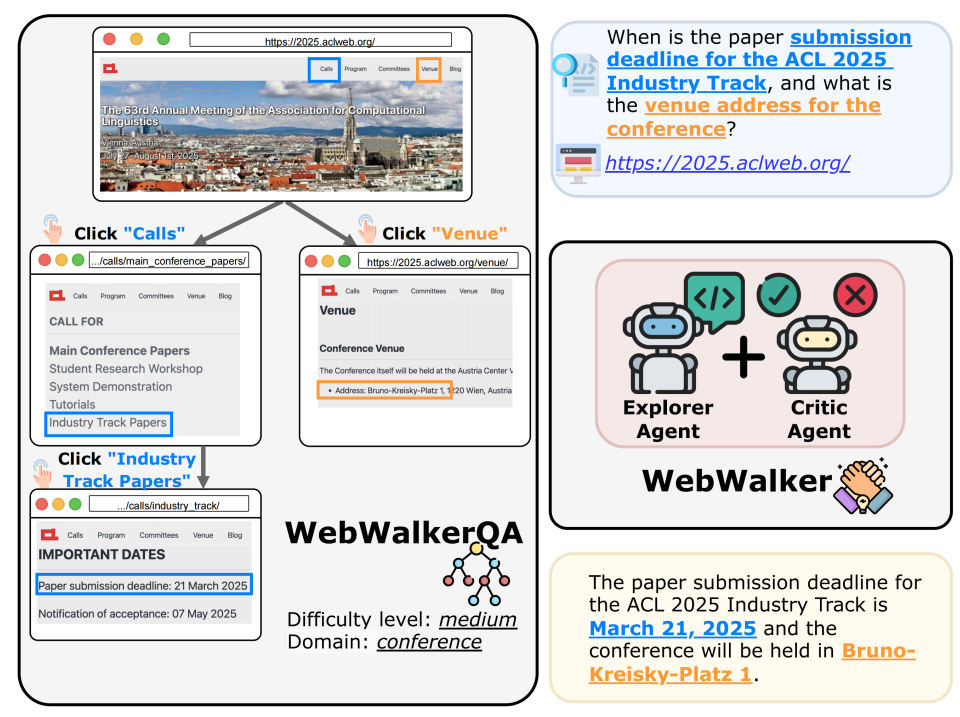 https://2025.aclweb.org/
Calls Program Committees Venue Blog
The 63rd Annual Meeting of the Association for Computational
Linguistics
Vienna, Austria
July 27–August 1st, 2025
Click "Calls"
Click "Venue"
.../calls/main_conference_papers/
Calls Program Committees Venue Blog
CALL FOR
Main Conference Papers
Student Research Workshop
System Demonstration
Tutorials
Industry Track Papers
https://2025.aclweb.org/venue/
Calls Program Committees Venue Blog
Venue
Conference Venue
The Conference itself will be held at the Austria Center V
• Address: Bruno-Kreisky-Platz 1, 1220 Wien, Austria
Click "Industry
Track Papers"
.../calls/industry_track/
Calls Program Committees Venue Blog
IMPORTANT DATES
Paper submission deadline: 21 March 2025
Notification of acceptance: 07 May 2025
WebWalkerQA
Difficulty level: medium
Domain: conference
When is the paper submission
deadline for the ACL 2025
Industry Track, and what is
the venue address for the
conference?
https://2025.aclweb.org/
</>
Explorer
Agent
Critic
Agent
WebWalker
The paper submission deadline for
the ACL 2025 Industry Track is
March 21, 2025 and the
conference will be held in Bruno-
Kreisky-Platz 1.